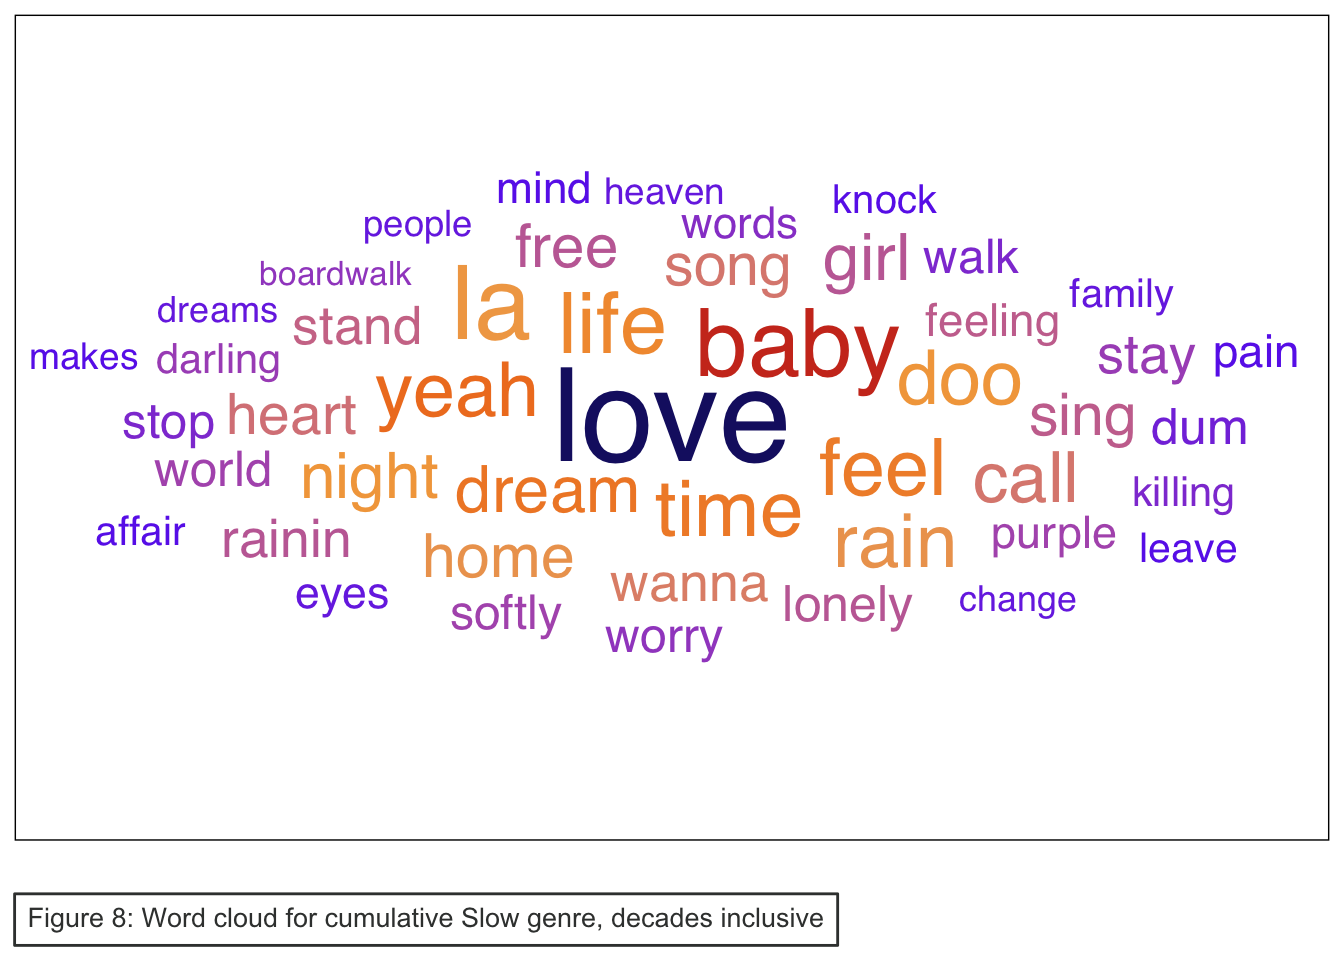 mind heaven knock
people free words girl walk
boardwalk la song family
dreams stand life baby feeling
makes darling yeah doo stay pain
stop heart love sing dum
world night dream time feel call killing
affair rainin home rain purple leave
eyes softly wanna lonely change
worry
Figure 8: Word cloud for cumulative Slow genre, decades inclusive